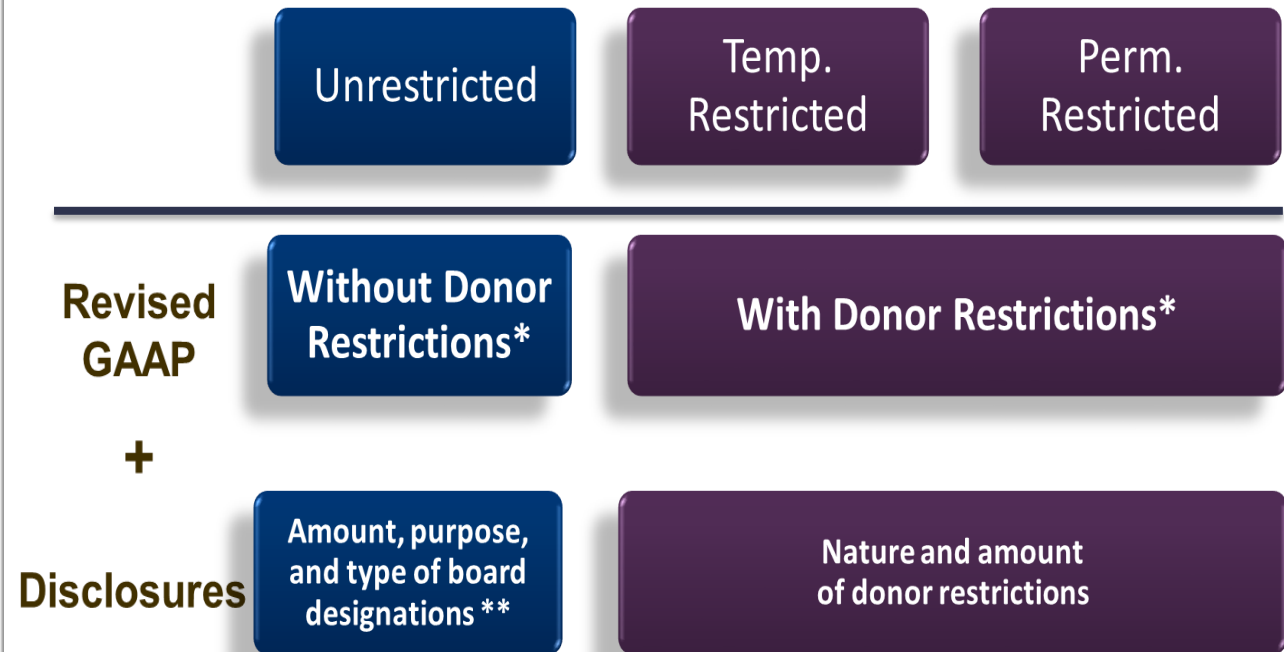 Unrestricted
Temp.
Restricted
Perm.
Restricted
Revised
GAAP
Without Donor
Restrictions*
With Donor Restrictions*
+
Disclosures
Amount, purpose,
and type of board
designations **
Nature and amount
of donor restrictions